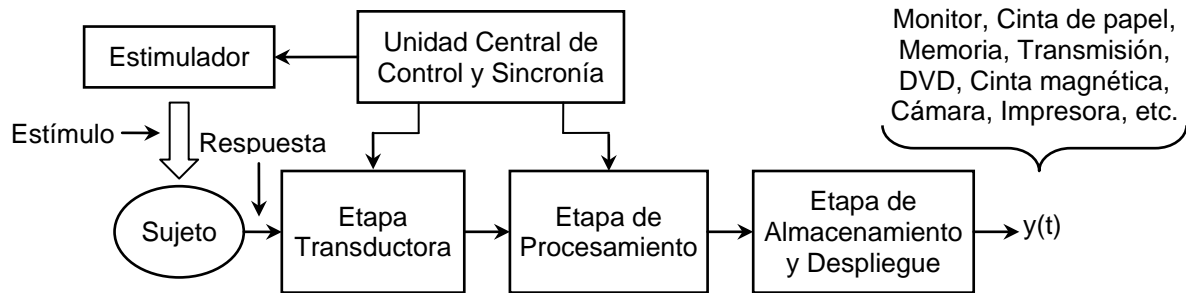 Estimulador
Unidad Central de
Control y Sincronía
Monitor, Cinta de papel,
Memoria, Transmisión,
DVD, Cinta magnética,
Cámara, Impresora, etc.
Estímulo
Respuesta
Sujeto
Etapa
Transductora
Etapa de
Procesamiento
Etapa de
Almacenamiento
y Despliegue
y(t)